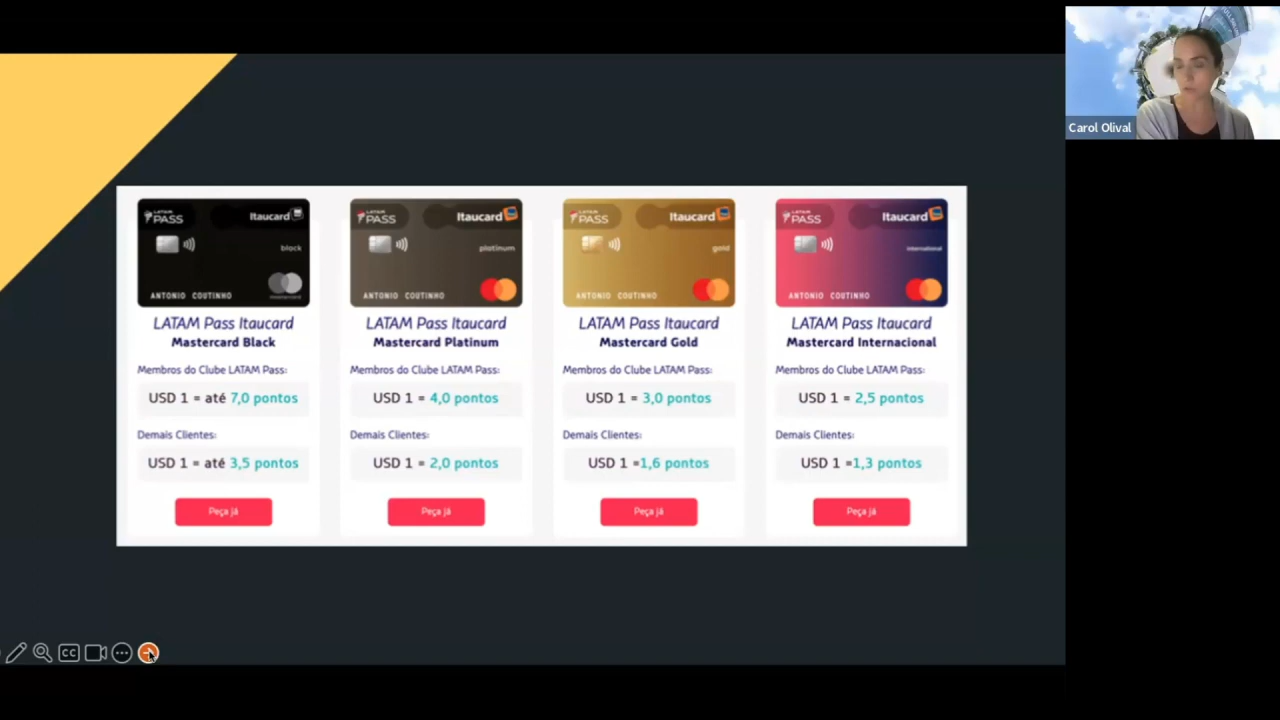 Carol Olival
LATAM
PASS
Itaucard
black
ANTONIO COUTINHO
mastercard
LATAM Pass Itaucard
Mastercard Black
Membros do Clube LATAM Pass:
USD 1 = até 7,0 pontos
Demais Clientes:
USD 1 = até 3,5 pontos
Peça já
LATAM
PASS
Itaucard
platinum
ANTONIO COUTINHO
LATAM Pass Itaucard
Mastercard Platinum
Membros do Clube LATAM Pass:
USD 1 = 4,0 pontos
Demais Clientes:
USD 1 = 2,0 pontos
Peça já
LATAM
PASS
Itaucard
gold
ANTONIO COUTINHO
LATAM Pass Itaucard
Mastercard Gold
Membros do Clube LATAM Pass:
USD 1 = 3,0 pontos
Demais Clientes:
USD 1 =1,6 pontos
Peça já
LATAM
PASS
Itaucard
international
ANTONIO COUTINHO
LATAM Pass Itaucard
Mastercard Internacional
Membros do Clube LATAM Pass:
USD 1 = 2,5 pontos
Demais Clientes:
USD 1 =1,3 pontos
Peça já
CC